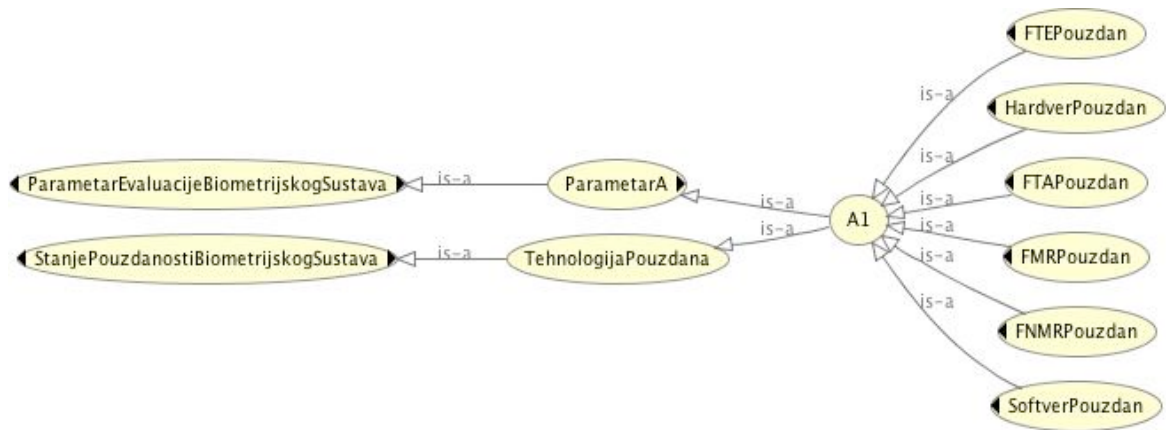 FTEPouzdan
is-a
HardverPouzdan
is-a
ParametarEvaluacijeBiometrijskogSustava
is-a
ParametarA
is-a
FTAPouzdan
is-a
A1
is-a
StanjePouzdanostiBiometrijskogSustava
is-a
TehnologijaPouzdana
is-a
is-a
FMRPouzdan
is-a
FNMRPouzdan
is-a
SoftverPouzdan